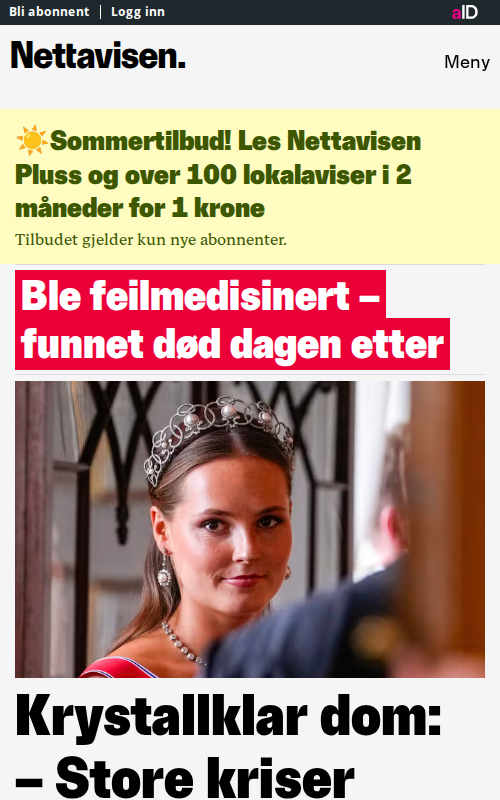 Bli abonnent
Logg inn
aID
Nettavisen.
Meny
Sommertilbud! Les Nettavisen
Pluss og over 100 lokalaviser i 2
måneder for 1 krone
Tilbudet gjelder kun nye abonnenter.
Ble feilmedisinert –
funnet død dagen etter
Krystallklar dom:
– Store kriser